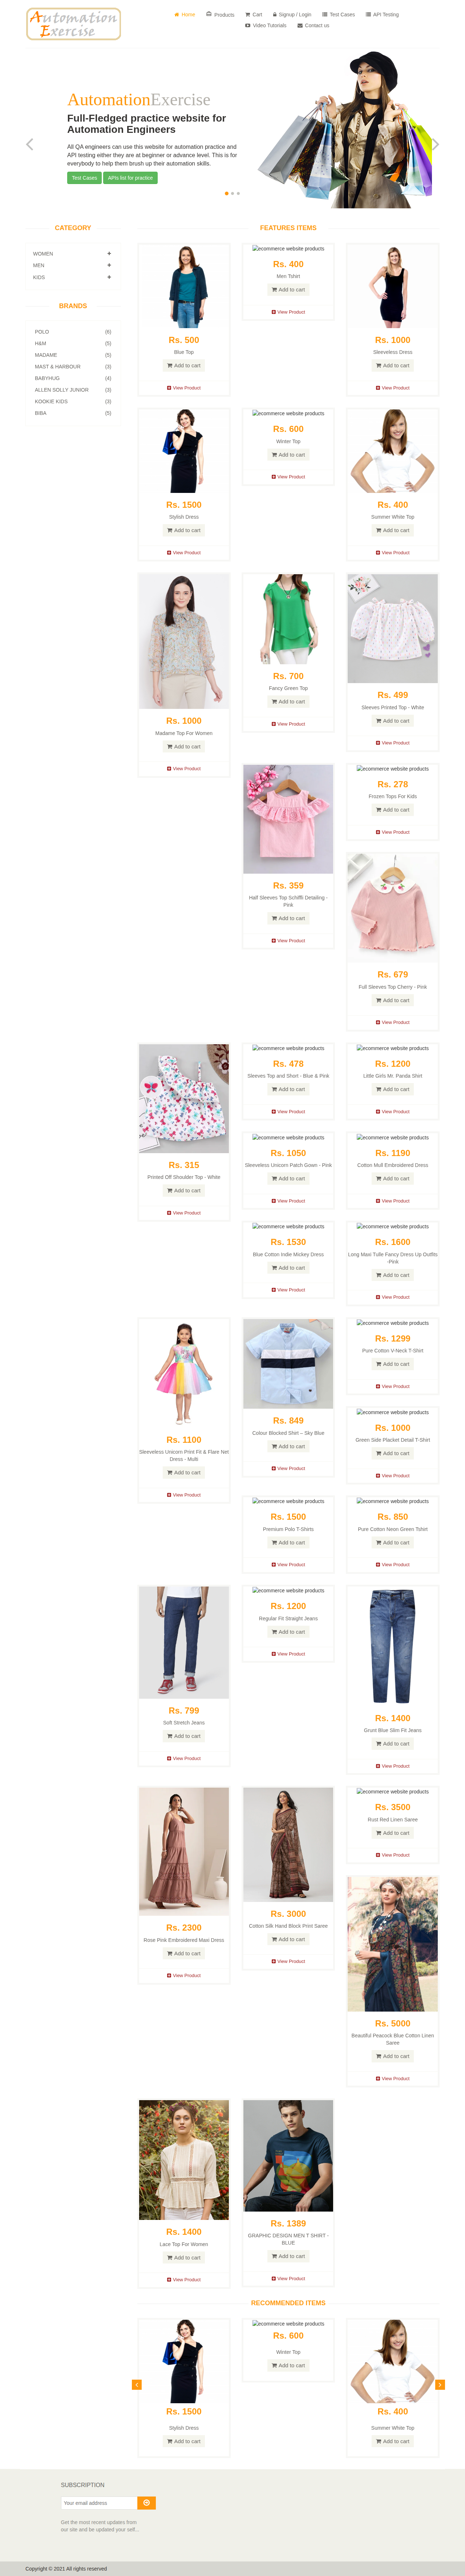 Automation
Exercise
Home
Products
Cart
Signup / Login
Test Cases
API Testing
Video Tutorials
Contact us
AutomationExercise
Full-Fledged practice website for
Automation Engineers
All QA engineers can use this website for automation practice and
API testing either they are at beginner or advance level. This is for
everybody to help them brush up their automation skills.
Test Cases
APIs list for practice
CATEGORY
WOMEN
MEN
KIDS
BRANDS
POLO (6)
H&M (5)
MADAME (5)
MAST & HARBOUR (3)
BABYHUG (4)
ALLEN SOLLY JUNIOR (3)
KOOKIE KIDS (3)
BIBA (5)
FEATURES ITEMS
Rs. 500
Blue Top
Add to cart
View Product
ecommerce website products
Rs. 400
Men Tshirt
Add to cart
View Product
Rs. 1000
Sleeveless Dress
Add to cart
View Product
Rs. 1500
Stylish Dress
Add to cart
View Product
ecommerce website products
Rs. 600
Winter Top
Add to cart
View Product
Rs. 400
Summer White Top
Add to cart
View Product
Rs. 1000
Madame Top For Women
Add to cart
View Product
Rs. 700
Fancy Green Top
Add to cart
View Product
Rs. 499
Sleeves Printed Top - White
Add to cart
View Product
Rs. 359
Half Sleeves Top Schiffli Detailing -
Pink
Add to cart
View Product
ecommerce website products
Rs. 278
Frozen Tops For Kids
Add to cart
View Product
Rs. 679
Full Sleeves Top Cherry - Pink
Add to cart
View Product
Rs. 315
Printed Off Shoulder Top - White
Add to cart
View Product
ecommerce website products
Rs. 478
Sleeves Top and Short - Blue & Pink
Add to cart
View Product
ecommerce website products
Rs. 1200
Little Girls Mr. Panda Shirt
Add to cart
View Product
ecommerce website products
Rs. 1050
Sleeveless Unicorn Patch Gown - Pink
Add to cart
View Product
ecommerce website products
Rs. 1190
Cotton Mull Embroidered Dress
Add to cart
View Product
ecommerce website products
Rs. 1530
Blue Cotton Indie Mickey Dress
Add to cart
View Product
ecommerce website products
Rs. 1600
Long Maxi Tulle Fancy Dress Up Outfits
-Pink
Add to cart
View Product
Rs. 1100
Sleeveless Unicorn Print Fit & Flare Net
Dress - Multi
Add to cart
View Product
Rs. 849
Colour Blocked Shirt – Sky Blue
Add to cart
View Product
ecommerce website products
Rs. 1299
Pure Cotton V-Neck T-Shirt
Add to cart
View Product
ecommerce website products
Rs. 1000
Green Side Placket Detail T-Shirt
Add to cart
View Product
ecommerce website products
Rs. 1500
Premium Polo T-Shirts
Add to cart
View Product
ecommerce website products
Rs. 850
Pure Cotton Neon Green Tshirt
Add to cart
View Product
Rs. 799
Soft Stretch Jeans
Add to cart
View Product
ecommerce website products
Rs. 1200
Regular Fit Straight Jeans
Add to cart
View Product
Rs. 1400
Grunt Blue Slim Fit Jeans
Add to cart
View Product
Rs. 2300
Rose Pink Embroidered Maxi Dress
Add to cart
View Product
Rs. 3000
Cotton Silk Hand Block Print Saree
Add to cart
View Product
ecommerce website products
Rs. 3500
Rust Red Linen Saree
Add to cart
View Product
Rs. 5000
Beautiful Peacock Blue Cotton Linen
Saree
Add to cart
View Product
Rs. 1400
Lace Top For Women
Add to cart
View Product
Rs. 1389
GRAPHIC DESIGN MEN T SHIRT -
BLUE
Add to cart
View Product
RECOMMENDED ITEMS
Rs. 1500
Stylish Dress
Add to cart
ecommerce website products
Rs. 600
Winter Top
Add to cart
Rs. 400
Summer White Top
Add to cart
SUBSCRIPTION
Your email address
Get the most recent updates from
our site and be updated your self...
Copyright © 2021 All rights reserved